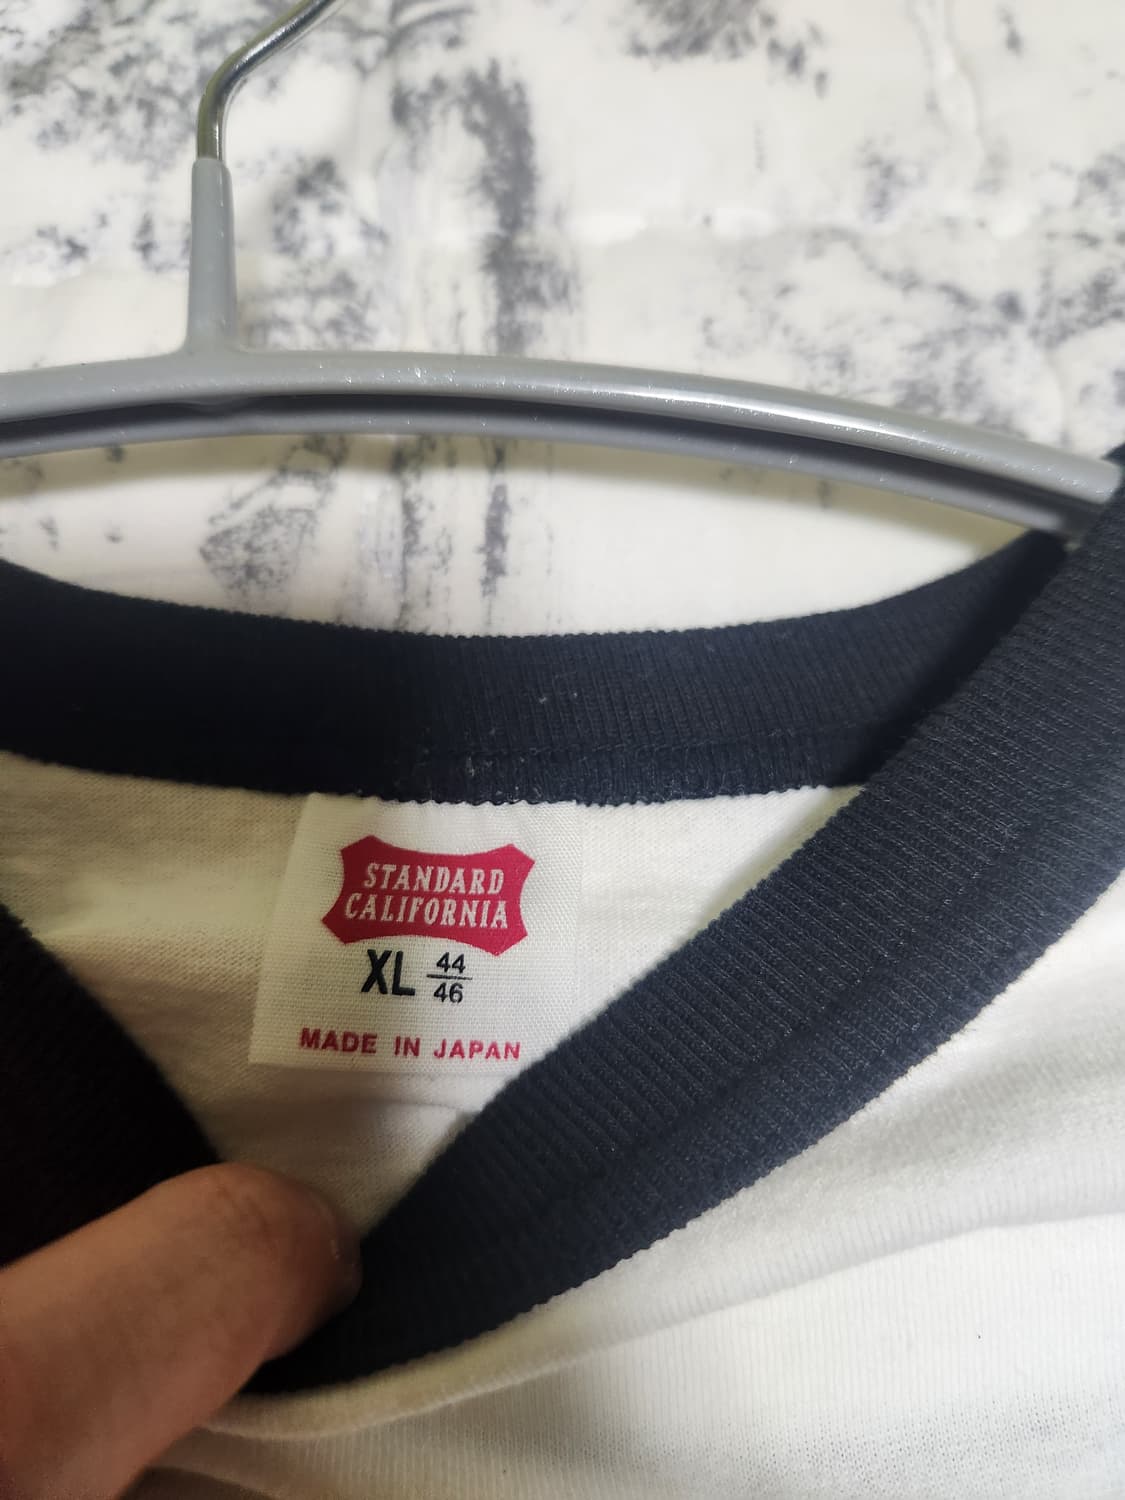 STANDARD
CALIFORNIA
XL 44/46
MADE IN JAPAN